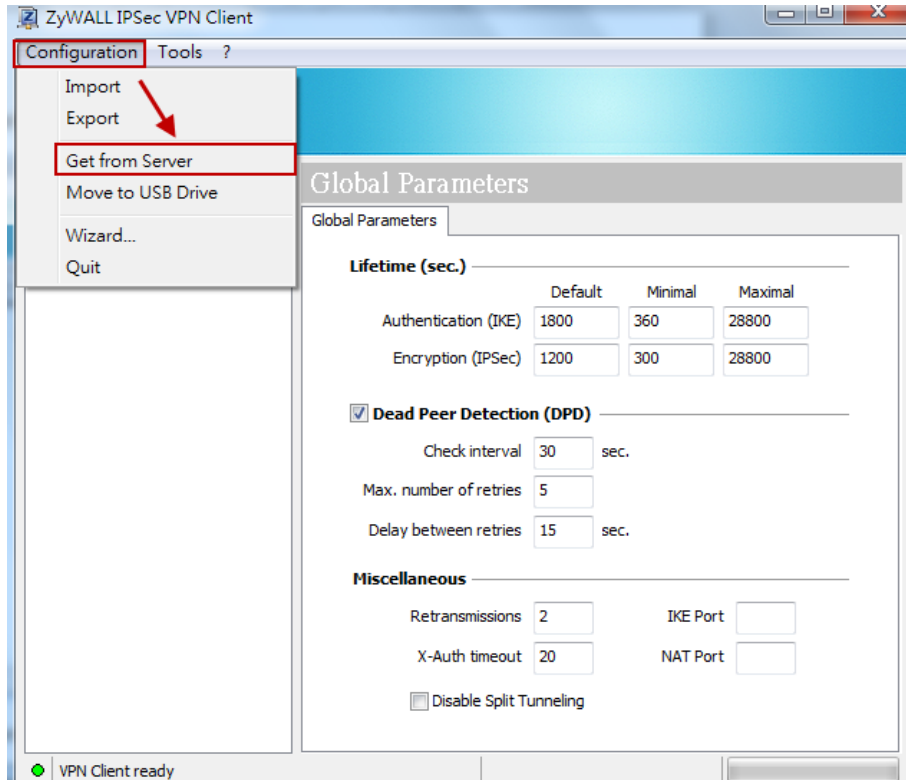 ZyWALL IPSec VPN Client
Configuration Tools ?
Import
Export
Get from Server
Move to USB Drive
Wizard...
Quit
Global Parameters
Global Parameters
Lifetime (sec.)
Default Minimal Maximal
Authentication (IKE) 1800 360 28800
Encryption (IPSec) 1200 300 28800
Dead Peer Detection (DPD)
Check interval 30 sec.
Max. number of retries 5
Delay between retries 15 sec.
Miscellaneous
Retransmissions 2 IKE Port
X-Auth timeout 20 NAT Port
Disable Split Tunneling
VPN Client ready